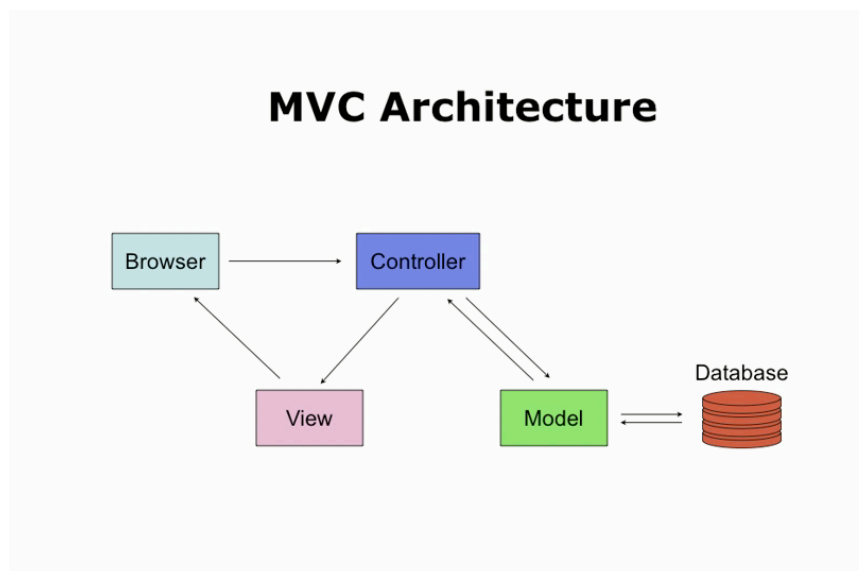 MVC Architecture
Browser
Controller
Database
View
Model